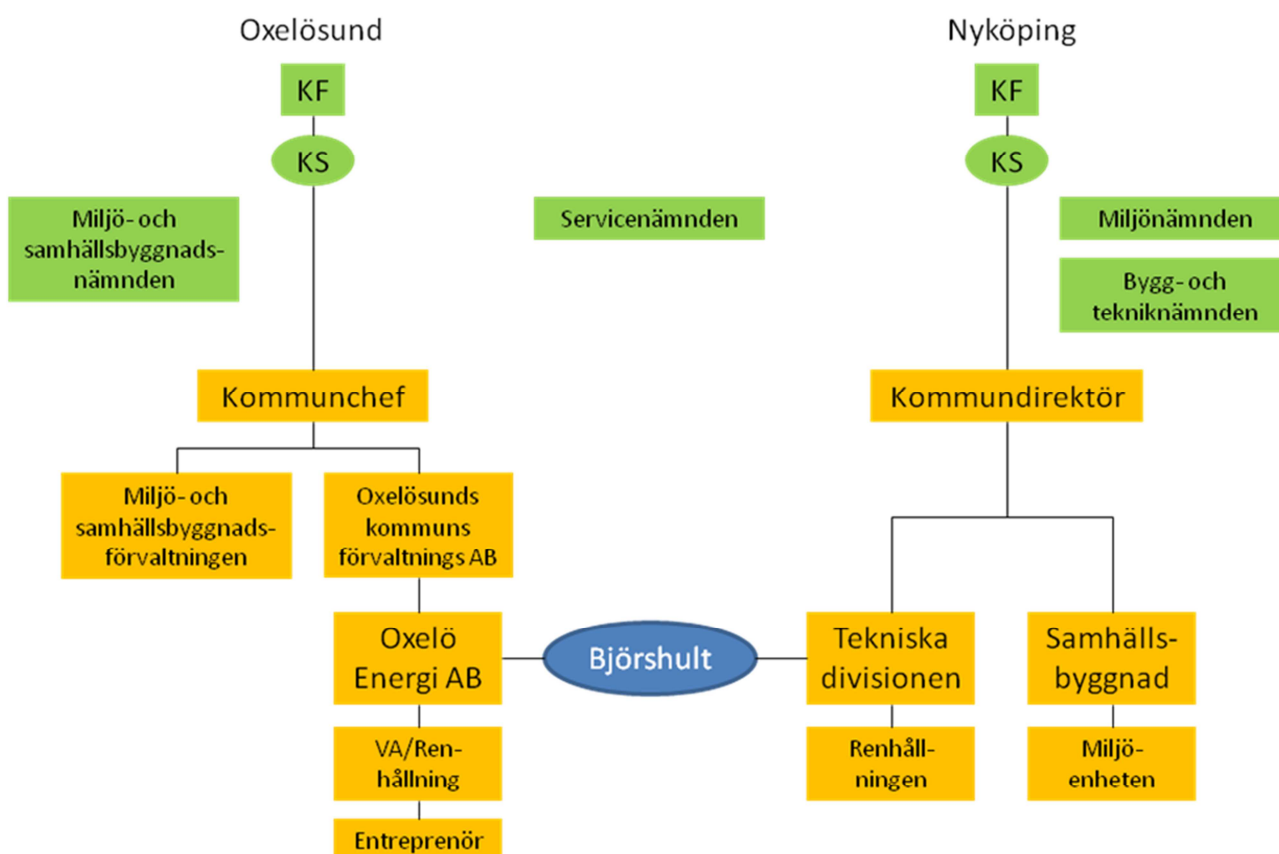 Oxelösund
Nyköping
KF
KF
KS
KS
Miljö- och
samhällsbyggnads-
nämnden
Servicenämnden
Miljönämnden
Bygg- och
tekniknämnden
Kommunchef
Kommundirektör
Miljö- och
samhällsbyggnads-
förvaltningen
Oxelösunds
kommuns
förvaltnings AB
Oxelö
Energi AB
Björshult
Tekniska
divisionen
Samhälls-
byggnad
VA/Ren-
hållning
Renhåll-
ningen
Miljö-
enheten
Entreprenör